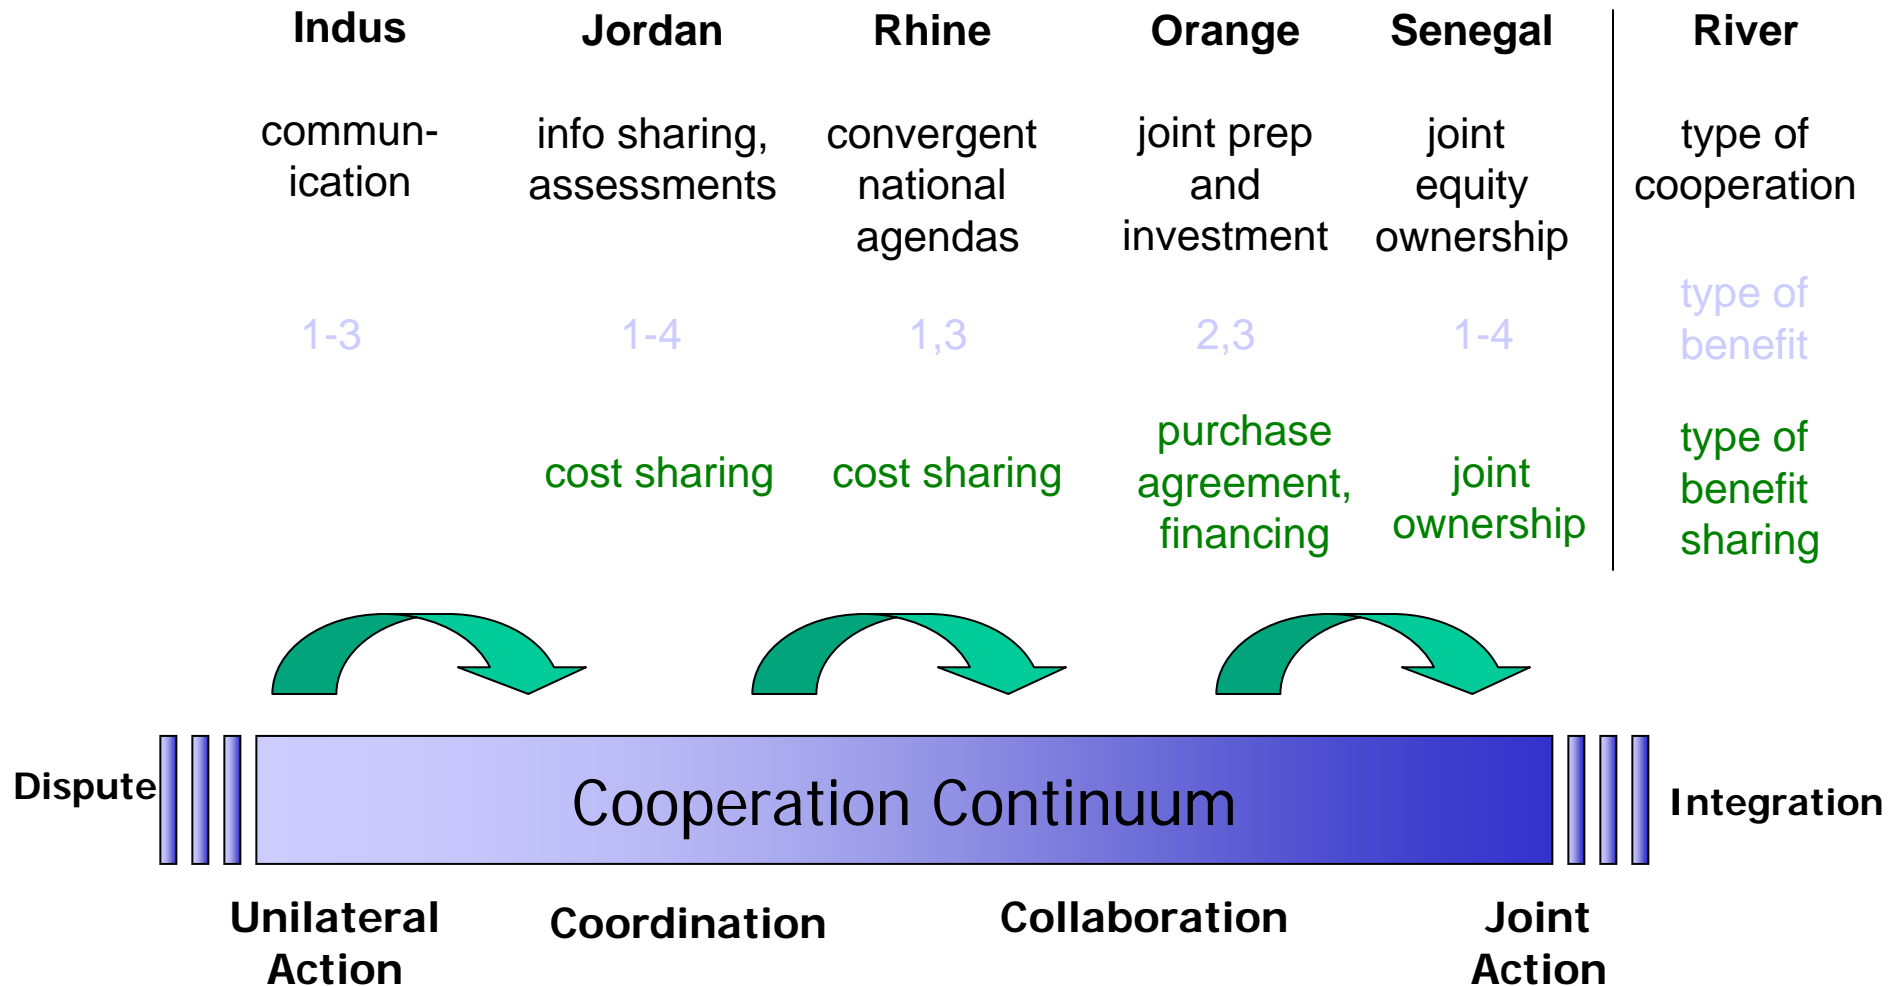 Indus Jordan Rhine Orange Senegal River
commun- info sharing, convergent joint prep joint type of
ication assessments national and equity cooperation
agendas investment ownership
type of
1-3 1-4 1,3 2,3 1-4 benefit
purchase type of
cost sharing cost sharing agreement, joint benefit
financing ownership sharing
Dispute Cooperation Continuum Integration
Unilateral Coordination Collaboration Joint
Action Action